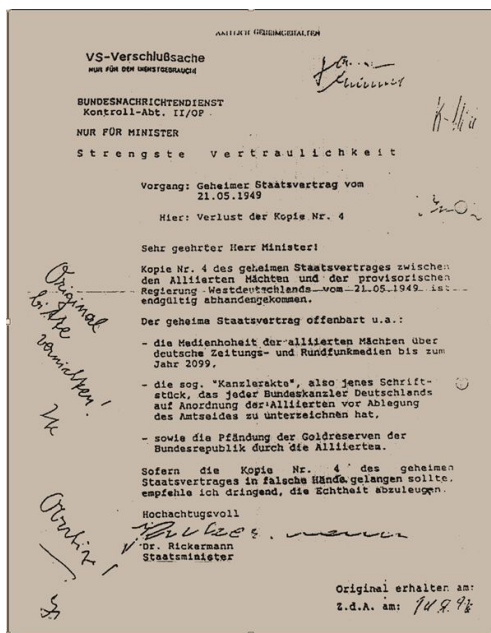 AMTLICH GEHEIMGEHALTEN
VS-Verschlußsache
NUR FÜR DEN DIENSTGEBRAUCH
BUNDESNACHRICHTENDIENST
Kontroll-Abt. II/OP
NUR FÜR MINISTER
Strengste Vertraulichkeit
Vorgang: Geheimer Staatsvertrag vom
21.05.1949
Hier: Verlust der Kopie Nr. 4
Sehr geehrter Herr Minister!
Kopie Nr. 4 des geheimen Staatsvertrages zwischen
den Alliierten Mächten und der provisorischen
Regierung Westdeutschlands vom 21.05.1949 ist
endgültig abhandengekommen.
Der geheime Staatsvertrag offenbart u.a.:
- die Medienhoheit der alliierten Mächten über
deutsche Zeitungs- und Rundfunkmedien bis zum
Jahr 2099,
- die sog. "Kanzlerakte", also jenes Schrift-
stück, das jeder Bundeskanzler Deutschlands
auf Anordnung der Alliierten vor Ablegung
des Amtseides zu unterzeichnen hat,
- sowie die Pfändung der Goldreserven der
Bundesrepublik durch die Alliierten.
Sofern die Kopie Nr. 4 des geheimen
Staatsvertrages in falsche Hände gelangen sollte,
empfehle ich dringend, die Echtheit abzuleugen.
Hochachtugsvoll
Dr. Rickermann
Staatsminister
Original
bitte
vernichten!
Original erhalten am:
Z.d.A. am: